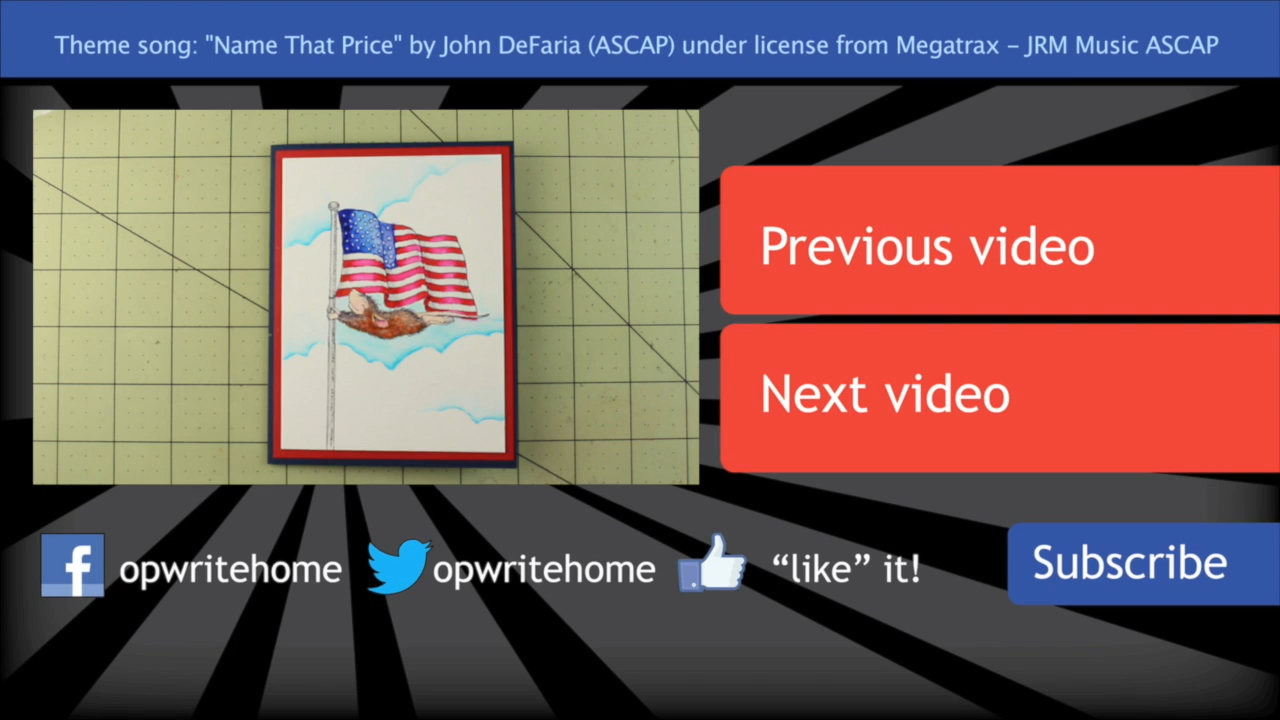 Theme song: "Name That Price" by John DeFaria (ASCAP) under license from Megatrax – JRM Music ASCAP
Previous video
Next video
opwritehome
opwritehome
“like” it!
Subscribe